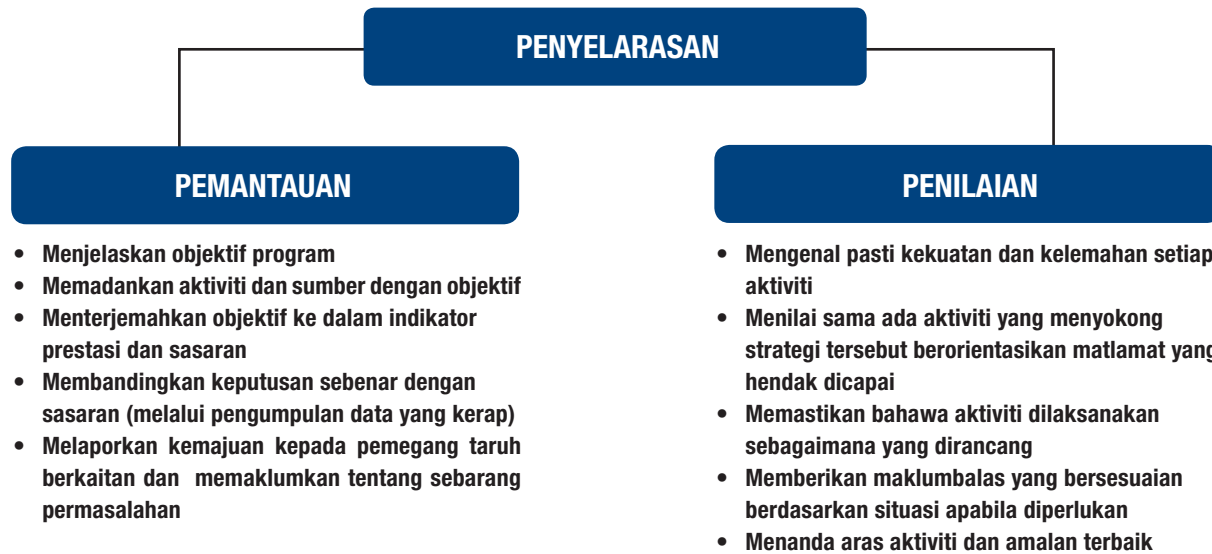 PENYELARASAN
PEMANTAUAN
• Menjelaskan objektif program
• Memadankan aktiviti dan sumber dengan objektif
• Menterjemahkan objektif ke dalam indikator
prestasi dan sasaran
• Membandingkan keputusan sebenar dengan
sasaran (melalui pengumpulan data yang kerap)
• Melaporkan kemajuan kepada pemegang taruh
berkaitan dan memaklumkan tentang sebarang
permasalahan
PENILAIAN
• Mengenal pasti kekuatan dan kelemahan setiap
aktiviti
• Menilai sama ada aktiviti yang menyokong
strategi tersebut berorientasikan matlamat yang
hendak dicapai
• Memastikan bahawa aktiviti dilaksanakan
sebagaimana yang dirancang
• Memberikan maklumbalas yang bersesuaian
berdasarkan situasi apabila diperlukan
• Menanda aras aktiviti dan amalan terbaik